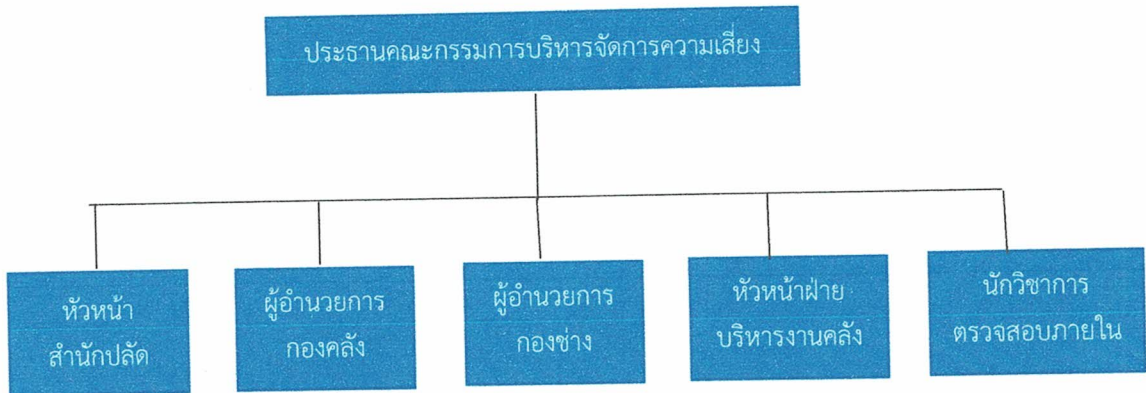 ประธานคณะกรรมการบริหารจัดการความเสี่ยง
หัวหน้า
สำนักปลัด
ผู้อำนวยการ
กองคลัง
ผู้อำนวยการ
กองช่าง
หัวหน้าฝ่าย
บริหารงานคลัง
นักวิชาการ
ตรวจสอบภายใน